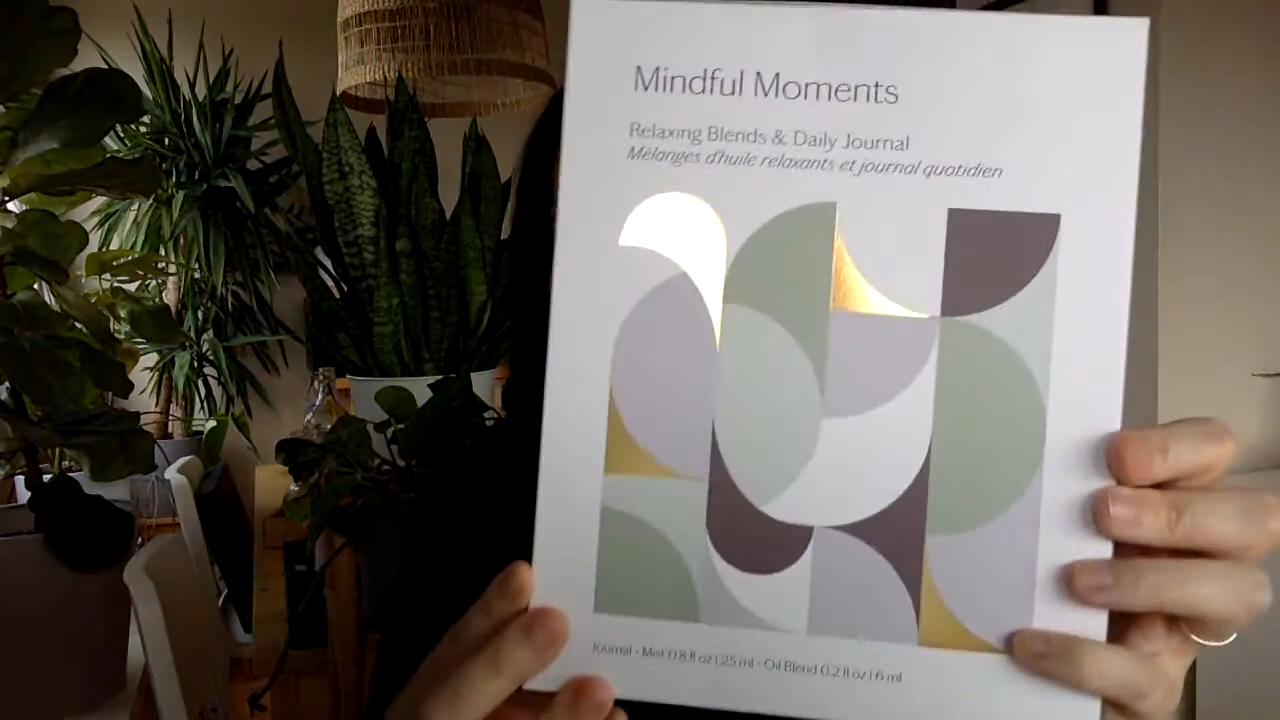 Mindful Moments
Relaxing Blends & Daily Journal
Mélanges d'huile relaxants et journal quotidien
Journal • Mist 0.8 fl oz | 25 ml • Oil Blend 0.2 fl oz | 6 ml